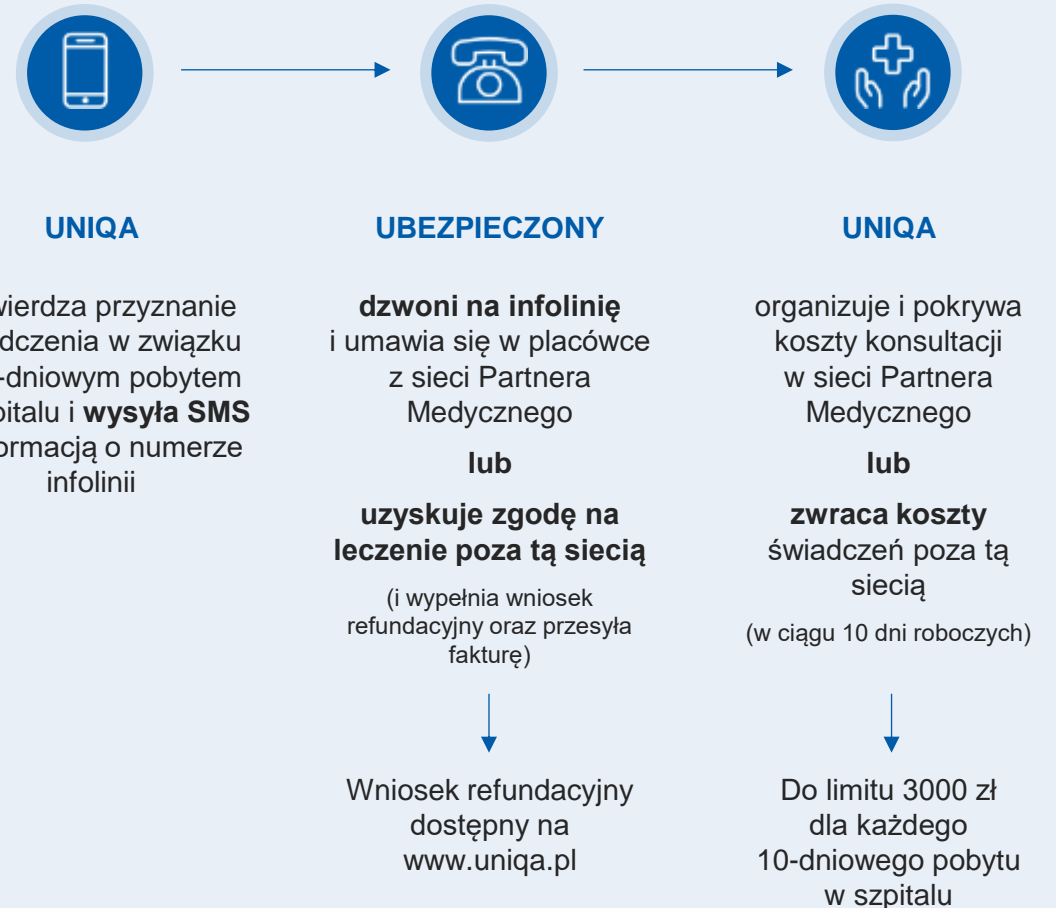 UNIQA
wierdza przyznanie
dczenia w związku
-dniowym pobytem
pitalu i wysyła SMS
ormacją o numerze
infolinii
UBEZPIECZONY
dzwoni na infolinię
i umawia się w placówce
z sieci Partnera
Medycznego
lub
uzyskuje zgodę na
leczenie poza tą siecią
(i wypełnia wniosek
refundacyjny oraz przesyła
fakturę)
Wniosek refundacyjny
dostępny na
www.uniqa.pl
UNIQA
organizuje i pokrywa
koszty konsultacji
w sieci Partnera
Medycznego
lub
zwraca koszty
świadczeń poza tą
siecią
(w ciągu 10 dni roboczych)
Do limitu 3000 zł
dla każdego
10-dniowego pobytu
w szpitalu